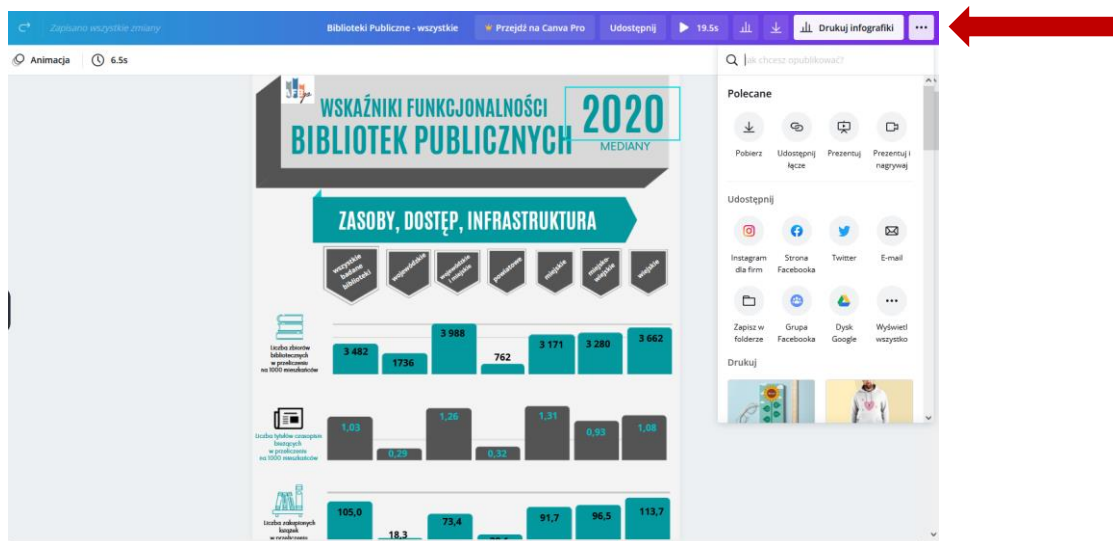 Zapisano wszystkie zmiany
Biblioteki Publiczne - wszystkie
Przejdź na Canva Pro
Udostępnij
19.5s
Drukuj infografiki
Animacja
6.5s
Jak chcesz opublikować?
Polecane
Pobierz
Udostępnij
łącze
Prezentuj
Prezentuj i
nagrywaj
Udostępnij
Instagram
dla firm
Strona
Facebooka
Twitter
E-mail
Zapisz w
folderze
Grupa
Facebooka
Dysk
Google
Wyświetl
wszystko
Drukuj
WSKAŹNIKI FUNKCJONALNOŚCI
BIBLIOTEK PUBLICZNYCH
2020
MEDIANY
ZASOBY, DOSTĘP, INFRASTRUKTURA
wszystkie
badane
biblioteki
wojewódzkie
wojewódzkie
i miejskie
powiatowe
miejskie
miejsko-
wiejskie
wiejskie
Liczba zbiorów
bibliotecznych
w przeliczeniu
na 1000 mieszkańców
3 482
1736
3 988
762
3 171
3 280
3 662
Liczba tytułów czasopism
bieżących
w przeliczeniu
na 1000 mieszkańców
1,03
0,29
1,26
0,32
1,31
0,93
1,08
Liczba zakupionych
książek
w przeliczeniu
105,0
18,3
73,4
91,7
96,5
113,7